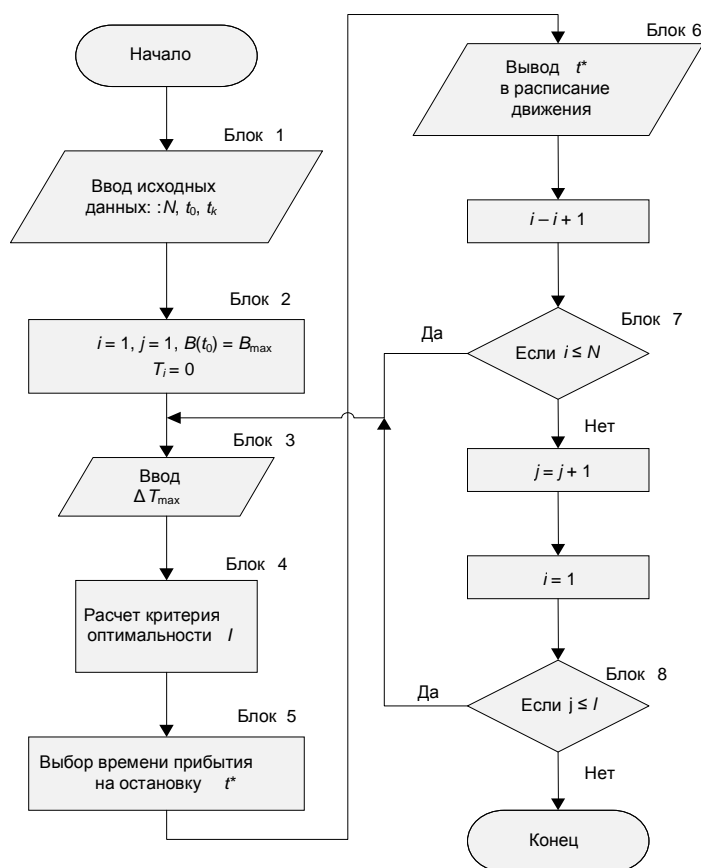 Начало
Блок 1
Ввод исходных
данных: :N, t₀, tₖ
Блок 2
i = 1, j = 1, B(t₀) = Bmax
Tᵢ = 0
Блок 3
Ввод
Δ Tmax
Блок 4
Расчет критерия
оптимальности I
Блок 5
Выбор времени прибытия
на остановку t*
Блок 6
Вывод t*
в расписание
движения
i – i + 1
Блок 7
Да
Если i ≤ N
Нет
j = j + 1
i = 1
Блок 8
Да
Если j ≤ I
Нет
Конец